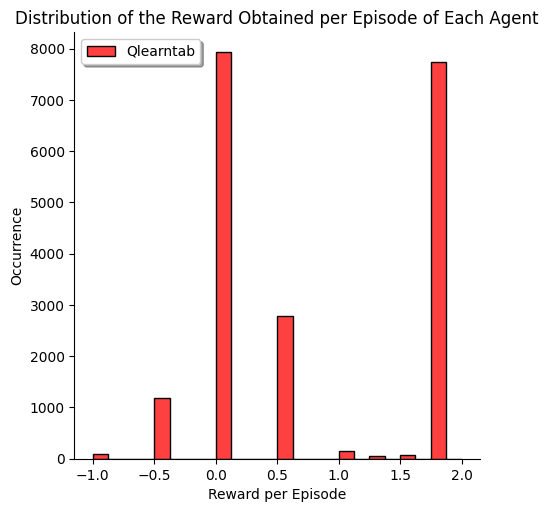 Distribution of the Reward Obtained per Episode of Each Agent
Qlearntab
8000
7000
6000
5000
4000
3000
2000
1000
0
Occurrence
−1.0 −0.5 0.0 0.5 1.0 1.5 2.0
Reward per Episode